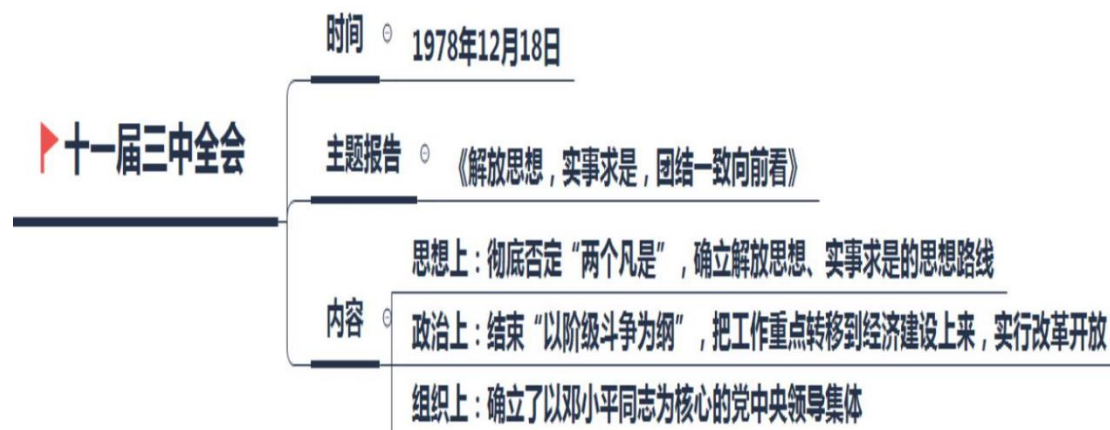 时间
1978年12月18日
十一届三中全会
主题报告
《解放思想，实事求是，团结一致向前看》
思想上：彻底否定“两个凡是”，确立解放思想、实事求是的思想路线
内容
政治上：结束“以阶级斗争为纲”，把工作重点转移到经济建设上来，实行改革开放
组织上：确立了以邓小平同志为核心的党中央领导集体